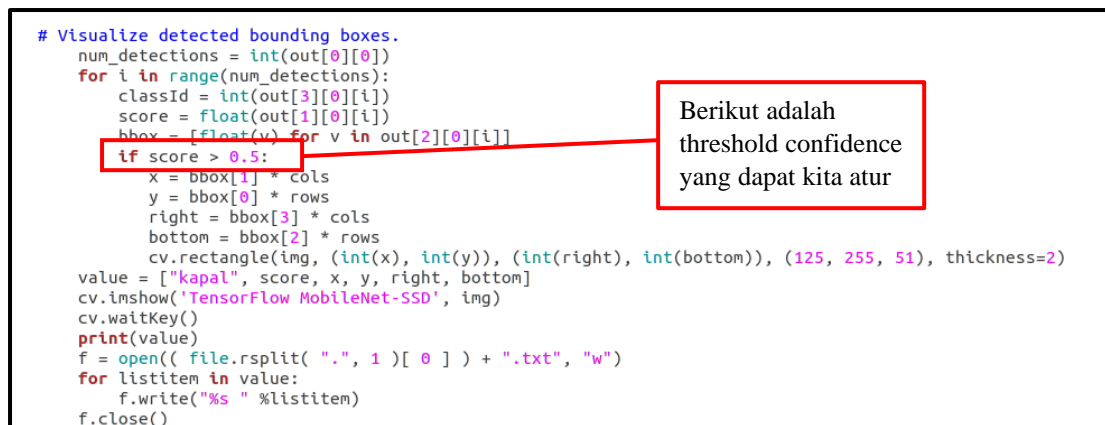 # Visualize detected bounding boxes.
    num_detections = int(out[0][0])
    for i in range(num_detections):
        classId = int(out[3][0][i])
        score = float(out[1][0][i])
        bbox = [float(v) for v in out[2][0][i]]
        if score > 0.5:
           x = bbox[1] * cols
           y = bbox[0] * rows
           right = bbox[3] * cols
           bottom = bbox[2] * rows
           cv.rectangle(img, (int(x), int(y)), (int(right), int(bottom)), (125, 255, 51), thickness=2)
    value = ["kapal", score, x, y, right, bottom]
    cv.imshow('TensorFlow MobileNet-SSD', img)
    cv.waitKey()
    print(value)
    f = open(( file.rsplit( ".", 1 )[ 0 ] ) + ".txt", "w")
    for listitem in value:
        f.write("%s " %listitem)
    f.close()
Berikut adalah
threshold confidence
yang dapat kita atur